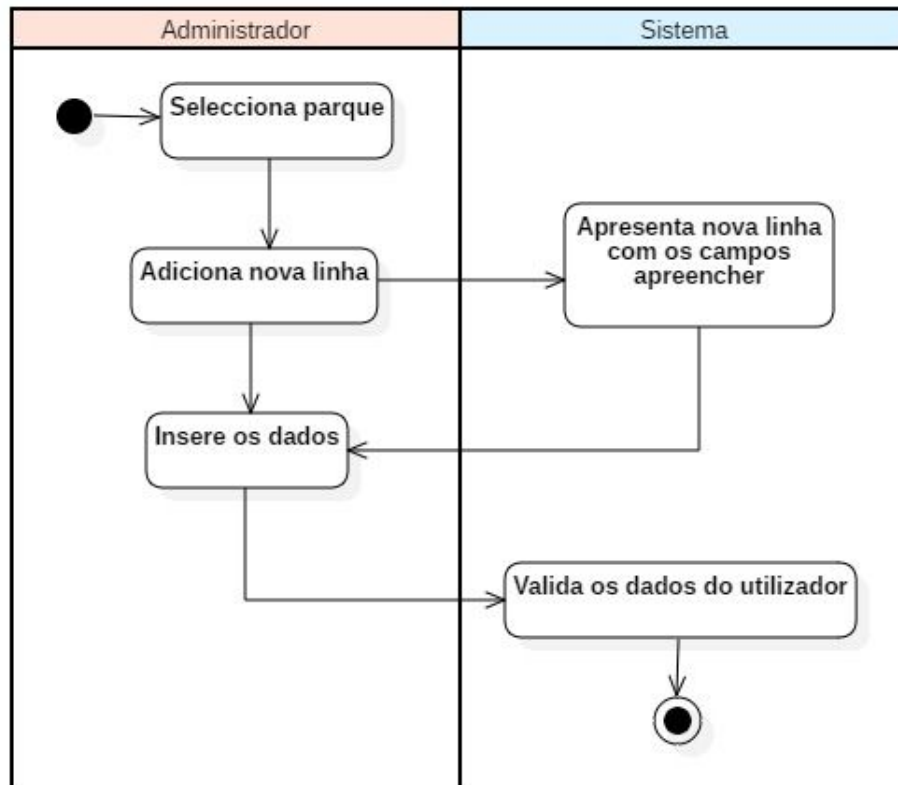 Administrador
Sistema
Selecciona parque
Adiciona nova linha
Apresenta nova linha
com os campos
apreencher
Insere os dados
Valida os dados do utilizador